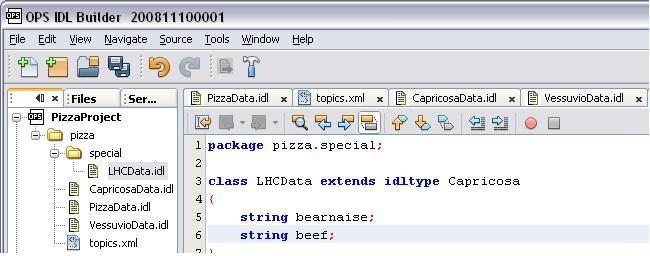 OPS OPS IDL Builder 200811100001
File Edit View Navigate Source Tools Window Help
Files Ser...
PizzaData.idl topics.xml CapricosaData.idl VessuvioData.idl
OPS PizzaProject
pizza
special
LHCData.idl
CapricosaData.idl
PizzaData.idl
VessuvioData.idl
topics.xml
1 package pizza.special;
2
3 class LHCData extends idltype Capricosa
4 {
5 string bearnaise;
6 string beef;